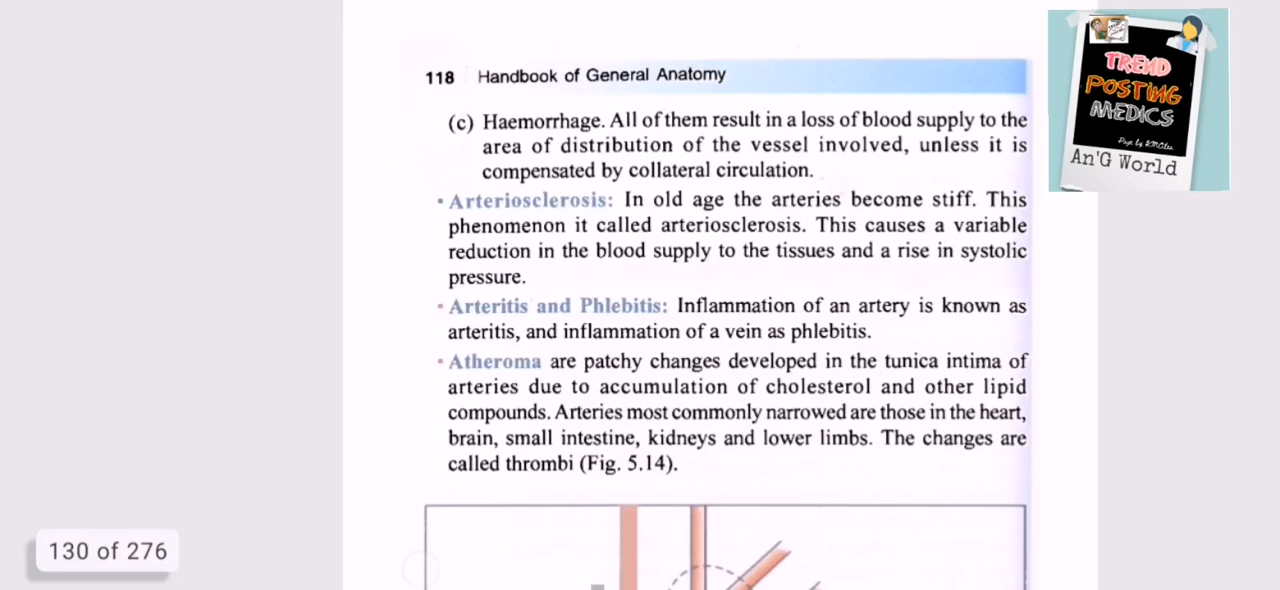 118 Handbook of General Anatomy
(c) Haemorrhage. All of them result in a loss of blood supply to the
area of distribution of the vessel involved, unless it is
compensated by collateral circulation.
• Arteriosclerosis: In old age the arteries become stiff. This
phenomenon it called arteriosclerosis. This causes a variable
reduction in the blood supply to the tissues and a rise in systolic
pressure.
• Arteritis and Phlebitis: Inflammation of an artery is known as
arteritis, and inflammation of a vein as phlebitis.
• Atheroma are patchy changes developed in the tunica intima of
arteries due to accumulation of cholesterol and other lipid
compounds. Arteries most commonly narrowed are those in the heart,
brain, small intestine, kidneys and lower limbs. The changes are
called thrombi (Fig. 5.14).
130 of 276
TREND
POSTING
MEDICS
An'G World